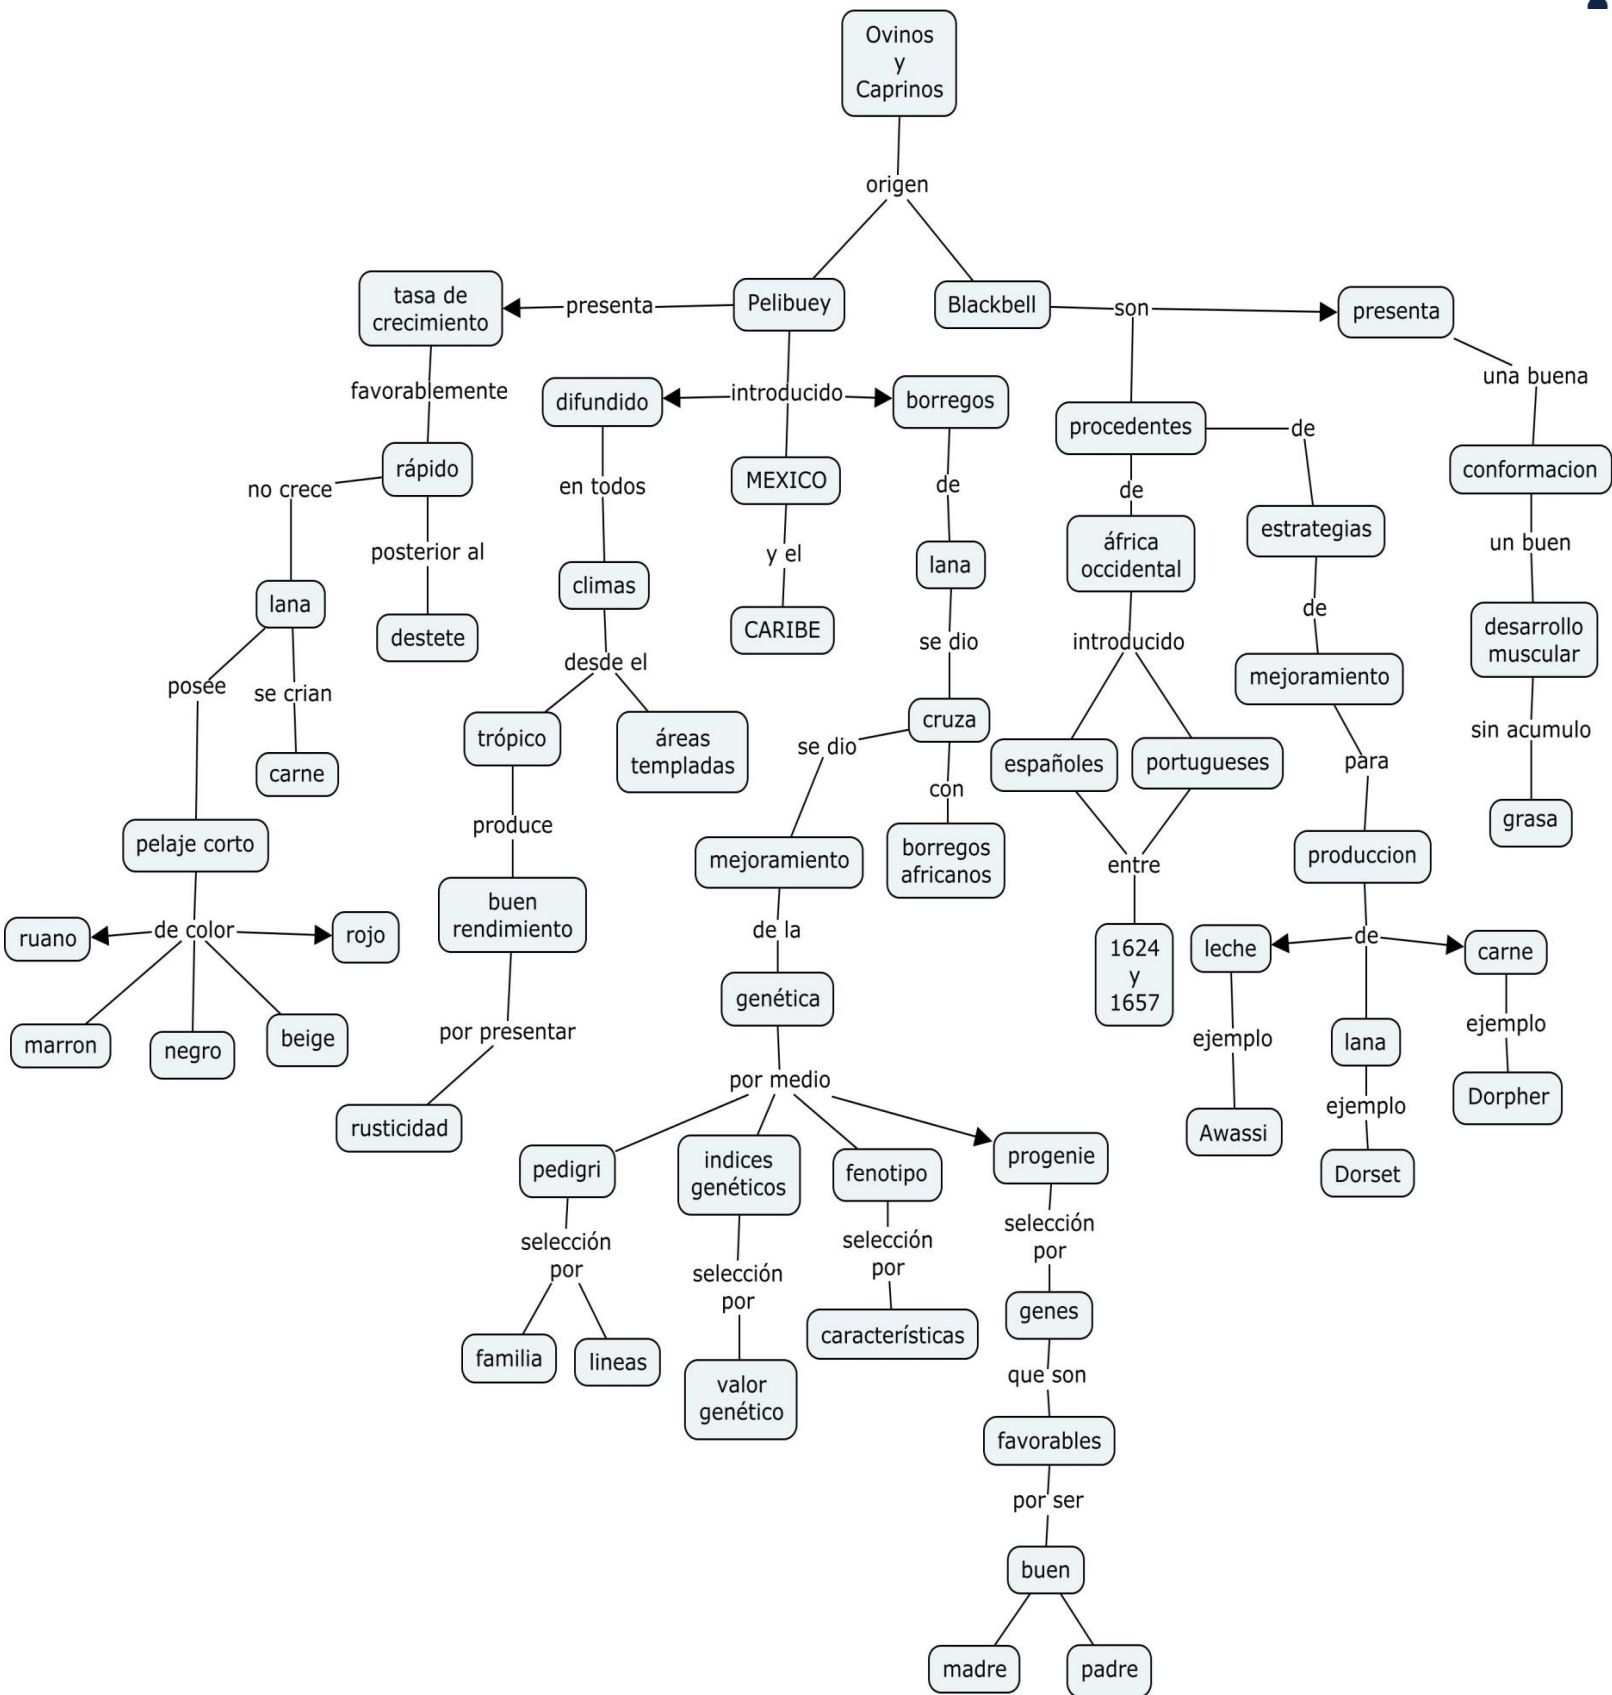 Ovinos
y
Caprinos
origen
tasa de
crecimiento
presenta
Pelibuey
Blackbell
son
presenta
favorablemente
difundido
introducido
borregos
procedentes
de
una buena
rápido
no crece
en todos
MEXICO
de
de
conformacion
posterior al
y el
África
occidental
estrategias
un buen
lana
destete
climas
CARIBE
lana
introducido
de
desarrollo
muscular
posee
se crian
desde el
se dio
mejoramiento
carne
trópico
áreas
templadas
cruza
se dio
con
españoles
portugueses
para
sin acumulo
pelaje corto
produce
mejoramiento
borregos
africanos
entre
produccion
grasa
ruano
de color
rojo
buen
rendimiento
de la
1624
y
1657
leche
de
carne
marron
negro
beige
por presentar
genética
ejemplo
lana
ejemplo
rusticidad
por medio
Awassi
ejemplo
Dorset
Dorpher
pedigri
indices
genéticos
fenotipo
progenie
selección
por
selección
por
selección
por
selección
por
familia
lineas
valor
genético
características
genes
que son
favorables
por ser
buen
madre
padre